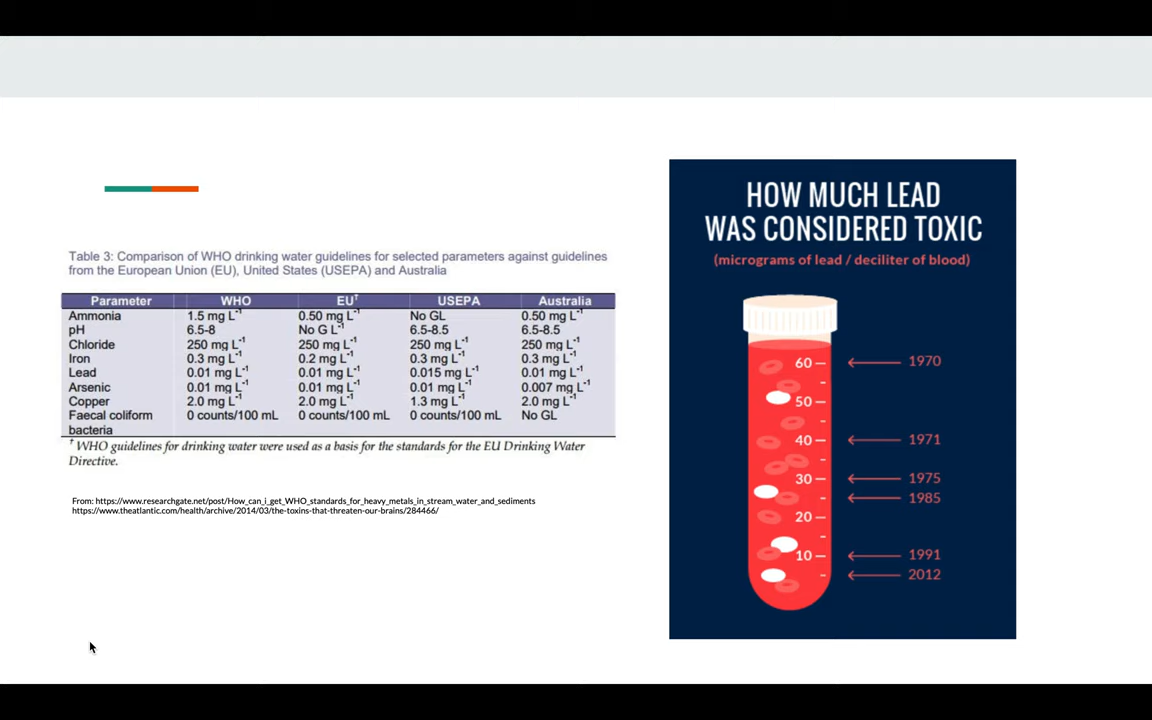 Table 3: Comparison of WHO drinking water guidelines for selected parameters against guidelines
from the European Union (EU), United States (USEPA) and Australia
Parameter WHO EU† USEPA Australia
Ammonia 1.5 mg L-1 0.50 mg L-1 No GL 0.50 mg L-1
pH 6.5-8 No G L-1 6.5-8.5 6.5-8.5
Chloride 250 mg L-1 250 mg L-1 250 mg L-1 250 mg L-1
Iron 0.3 mg L-1 0.2 mg L-1 0.3 mg L-1 0.3 mg L-1
Lead 0.01 mg L-1 0.01 mg L-1 0.015 mg L-1 0.01 mg L-1
Arsenic 0.01 mg L-1 0.01 mg L-1 0.01 mg L-1 0.007 mg L-1
Copper 2.0 mg L-1 2.0 mg L-1 1.3 mg L-1 2.0 mg L-1
Faecal coliform 0 counts/100 mL 0 counts/100 mL 0 counts/100 mL No GL
bacteria
† WHO guidelines for drinking water were used as a basis for the standards for the EU Drinking Water
Directive.
From: https://www.researchgate.net/post/How_can_i_get_WHO_standards_for_heavy_metals_in_stream_water_and_sediments
https://www.theatlantic.com/health/archive/2014/03/the-toxins-that-threaten-our-brains/284466/
HOW MUCH LEAD
WAS CONSIDERED TOXIC
(micrograms of lead / deciliter of blood)
60 1970
50
40 1971
30 1975
1985
20
10 1991
2012